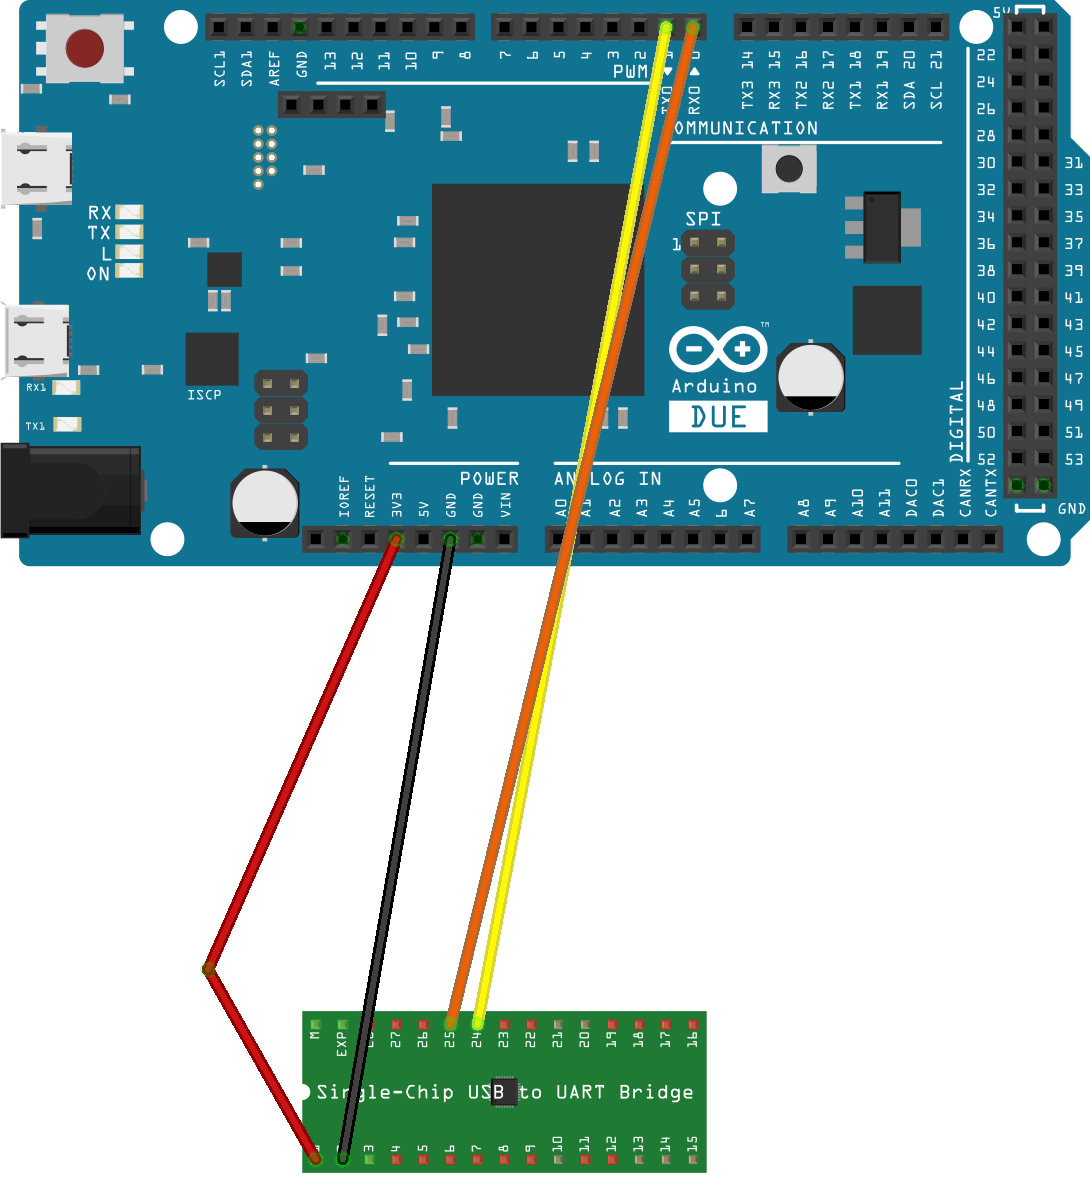 5V
SCL1 SDA1 AREF GND 13 12 11 10 9 8
7 6 5 4 3 2
TX3 14 RX3 15 TX2 16 RX2 17 TX1 18 RX1 19 SDA 20 SCL 21
PWM
TX0 RX0
OMMUNICATION
22
24
26
28
30 31
32 33
34 35
36 37
38 39
40 41
42 43
44 45
46 47
48 49
50 51
52 53
GND
DIGITAL
RX
TX
L
ON
SPI
1
RX1
TX1
ISCP
™
Arduino
DUE
POWER
ANALOG IN
IOREF RESET 3V3 5V GND GND VIN
A0 A1 A2 A3 A4 A5 6 A7
A8 A9 A10 A11 DAC0 DAC1 CANRX CANTX
M EXP 27 26 25 24 23 22 21 20 19 18 17 16
Single-Chip USB to UART Bridge
3 4 5 6 7 8 9 10 11 12 13 14 15